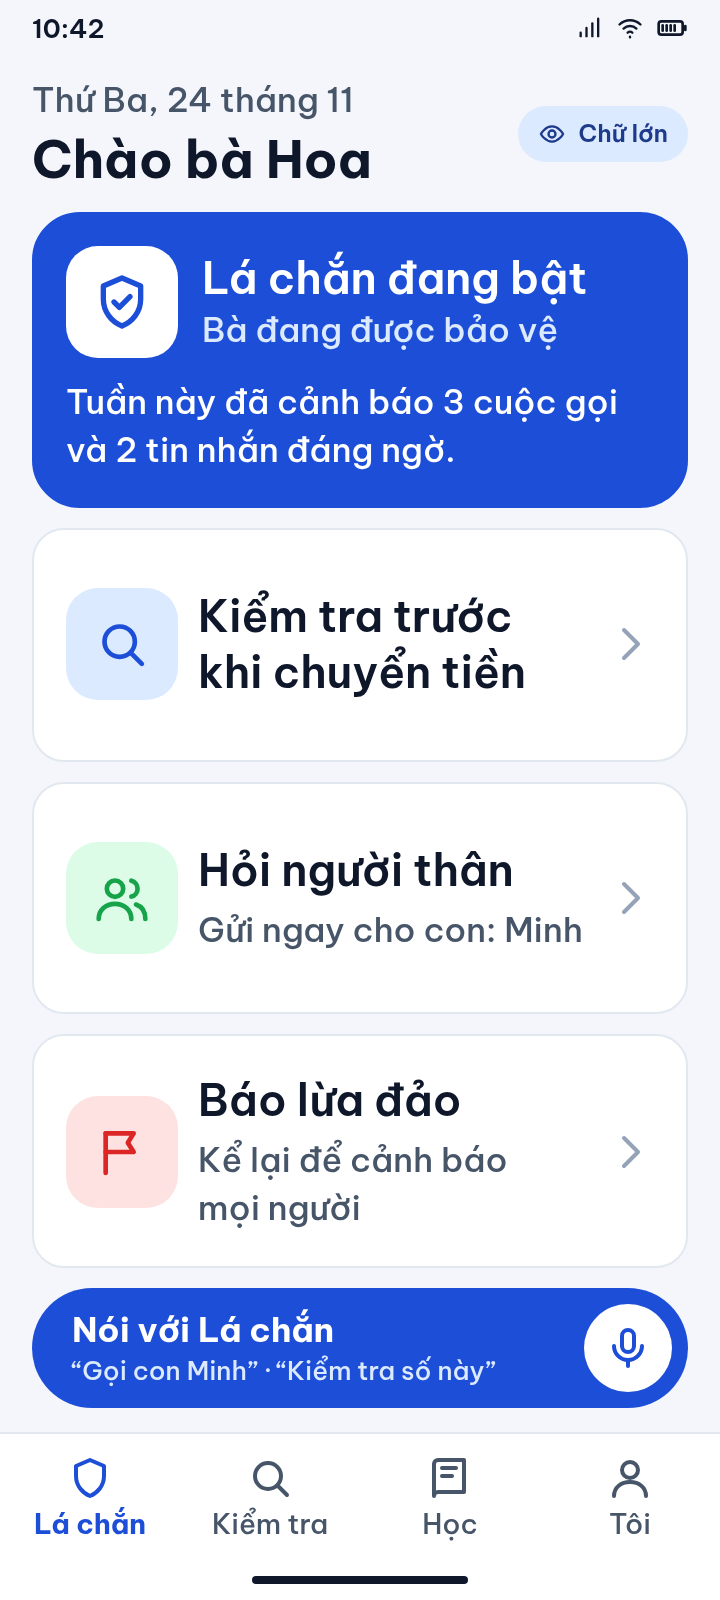 10:42
Thứ Ba, 24 tháng 11
Chào bà Hoa
Chữ lớn
Lá chắn đang bật
Bà đang được bảo vệ
Tuần này đã cảnh báo 3 cuộc gọi
và 2 tin nhắn đáng ngờ.
Kiểm tra trước
khi chuyển tiền
Hỏi người thân
Gửi ngay cho con: Minh
Báo lừa đảo
Kể lại để cảnh báo
mọi người
Nói với Lá chắn
“Gọi con Minh” · “Kiểm tra số này”
Lá chắn
Kiểm tra
Học
Tôi